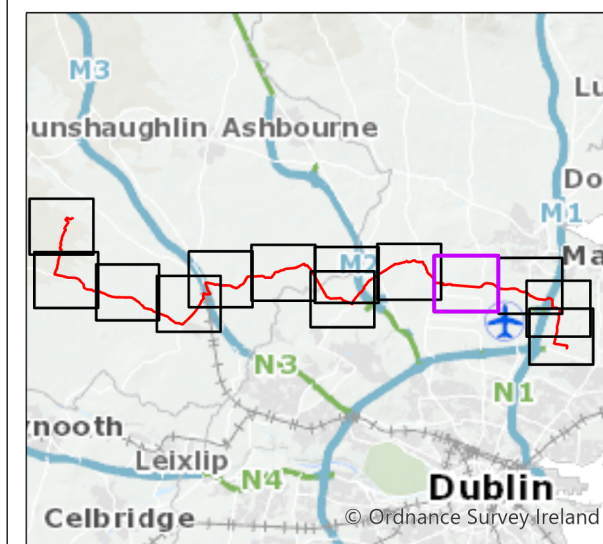 M3
Lu
unshaughlin Ashbourne
Do
M1
M2
Ma
N3
N1
ynooth
Leixlip
N4
Dublin
Celbridge
© Ordnance Survey Ireland